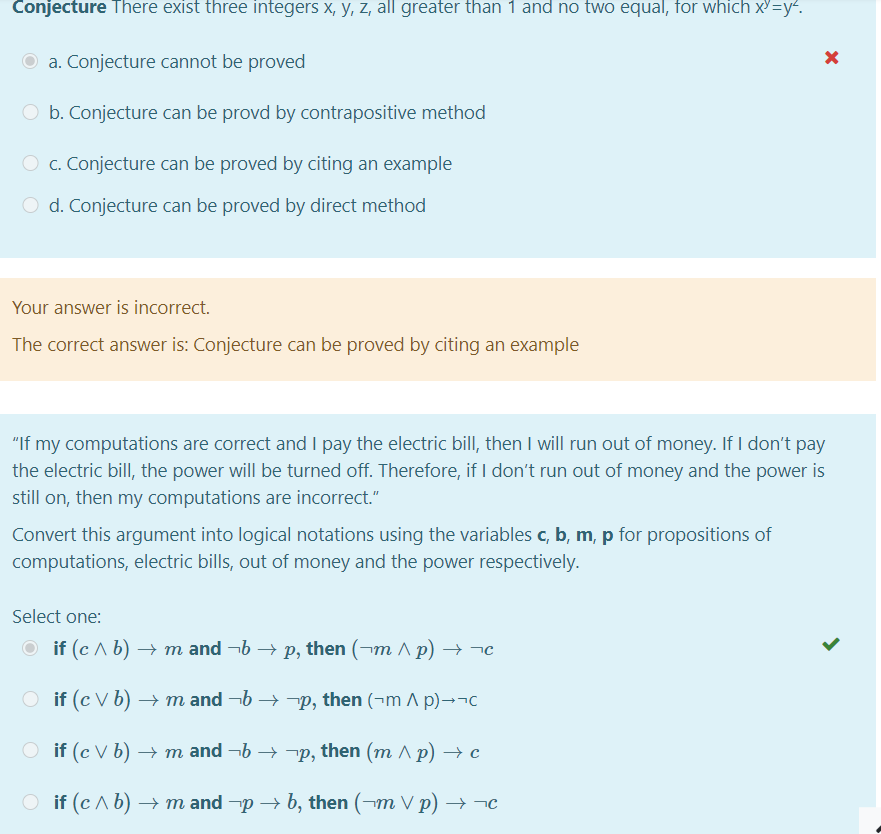 Conjecture There exist three integers x, y, z, all greater than 1 and no two equal, for which xʸ=yᶻ.
a. Conjecture cannot be proved
b. Conjecture can be provd by contrapositive method
c. Conjecture can be proved by citing an example
d. Conjecture can be proved by direct method
Your answer is incorrect.
The correct answer is: Conjecture can be proved by citing an example
“If my computations are correct and I pay the electric bill, then I will run out of money. If I don’t pay
the electric bill, the power will be turned off. Therefore, if I don’t run out of money and the power is
still on, then my computations are incorrect.”
Convert this argument into logical notations using the variables c, b, m, p for propositions of
computations, electric bills, out of money and the power respectively.
Select one:
if (c ∧ b) → m and ¬b → p, then (¬m ∧ p) → ¬c
if (c ∨ b) → m and ¬b → ¬p, then (¬m ∧ p)→¬c
if (c ∨ b) → m and ¬b → ¬p, then (m ∧ p) → c
if (c ∧ b) → m and ¬p → b, then (¬m ∨ p) → ¬c